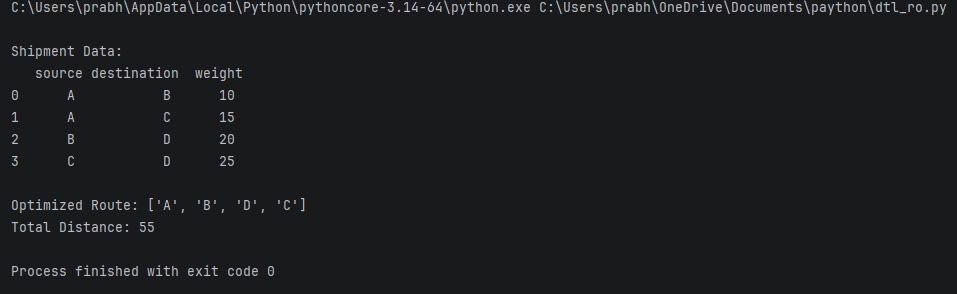 C:\Users\prabh\AppData\Local\Python\pythoncore-3.14-64\python.exe C:\Users\prabh\OneDrive\Documents\paython\dtl_ro.py
Shipment Data:
source destination weight
0 A B 10
1 A C 15
2 B D 20
3 C D 25
Optimized Route: ['A', 'B', 'D', 'C']
Total Distance: 55
Process finished with exit code 0